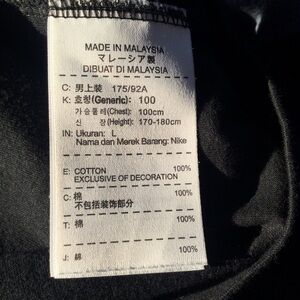 MADE IN MALAYSIA
マレーシア製
DIBUAT DI MALAYSIA
C: 男上装 175/92A
K: 호칭(Generic): 100
가슴둘레(Chest): 100cm
신 장(Height): 170-180cm
IN: Ukuran: L
Nama dan Merek Barang: Nike
E: COTTON 100%
EXCLUSIVE OF DECORATION
C: 棉 100%
不包括装饰部分
T: 棉 100%
J: 綿 100%